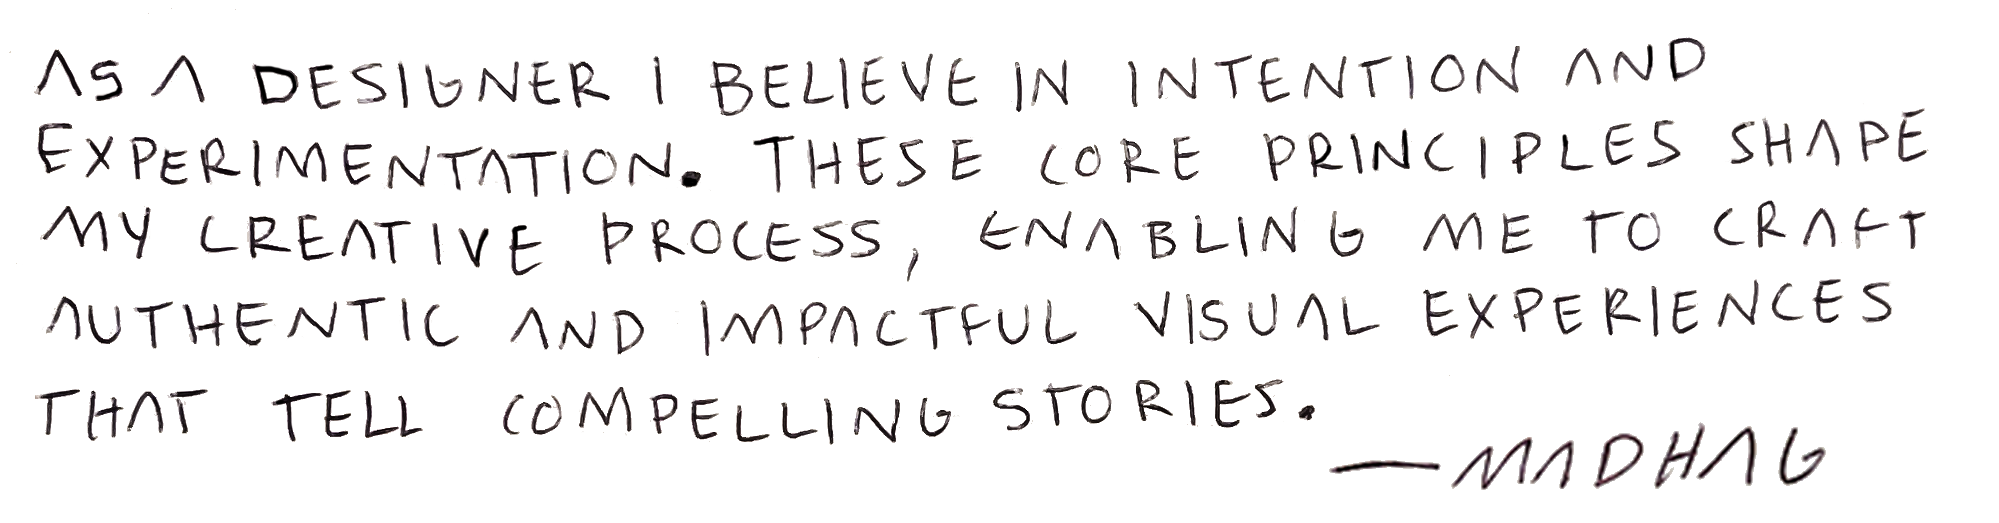 AS A DESIGNER I BELIEVE IN INTENTION AND
EXPERIMENTATION. THESE CORE PRINCIPLES SHAPE
MY CREATIVE PROCESS, ENABLING ME TO CRAFT
AUTHENTIC AND IMPACTFUL VISUAL EXPERIENCES
THAT TELL COMPELLING STORIES.
—MADHAG